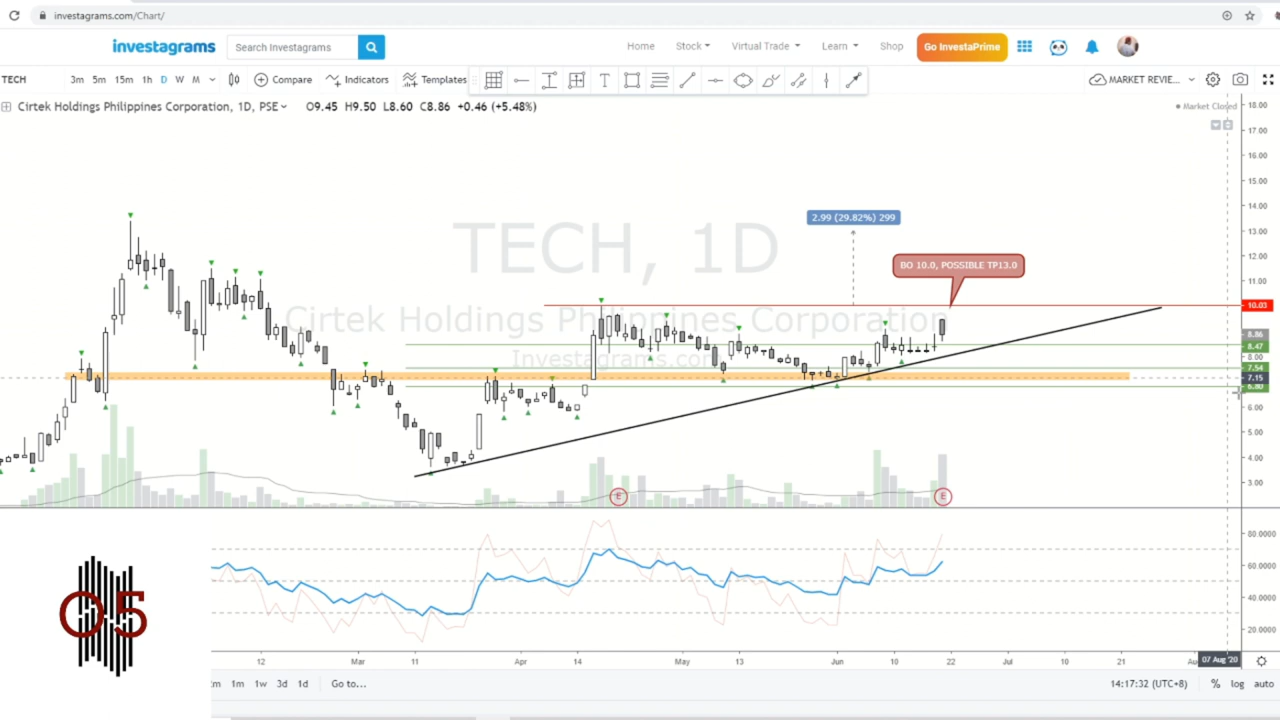 investagrams.com/Chart/
investagrams
Search Investagrams
Home
Stock
Virtual Trade
Learn
Shop
Go InvestaPrime
TECH
3m 5m 15m 1h D W M
Compare
Indicators
Templates
MARKET REVIE...
Cirtek Holdings Philippines Corporation, 1D, PSE O9.45 H9.50 L8.60 C8.86 +0.46 (+5.48%)
Market Closed
TECH, 1D
Cirtek Holdings Philippines Corporation
Investagrams.com
2.99 (29.82%) 299
BO 10.0, POSSIBLE TP13.0
18.00
17.00
16.00
15.00
14.00
13.00
12.00
11.00
10.03
8.86
8.47
8.00
7.54
7.15
6.80
6.00
5.00
4.00
3.00
E
E
80.0000
60.0000
40.0000
20.0000
O5
12 Mar 11 Apr 14 May 13 Jun 10 22 Jul 10 21 Au 07 Aug '20
1m 1w 3d 1d Go to...
14:17:32 (UTC+8) % log auto